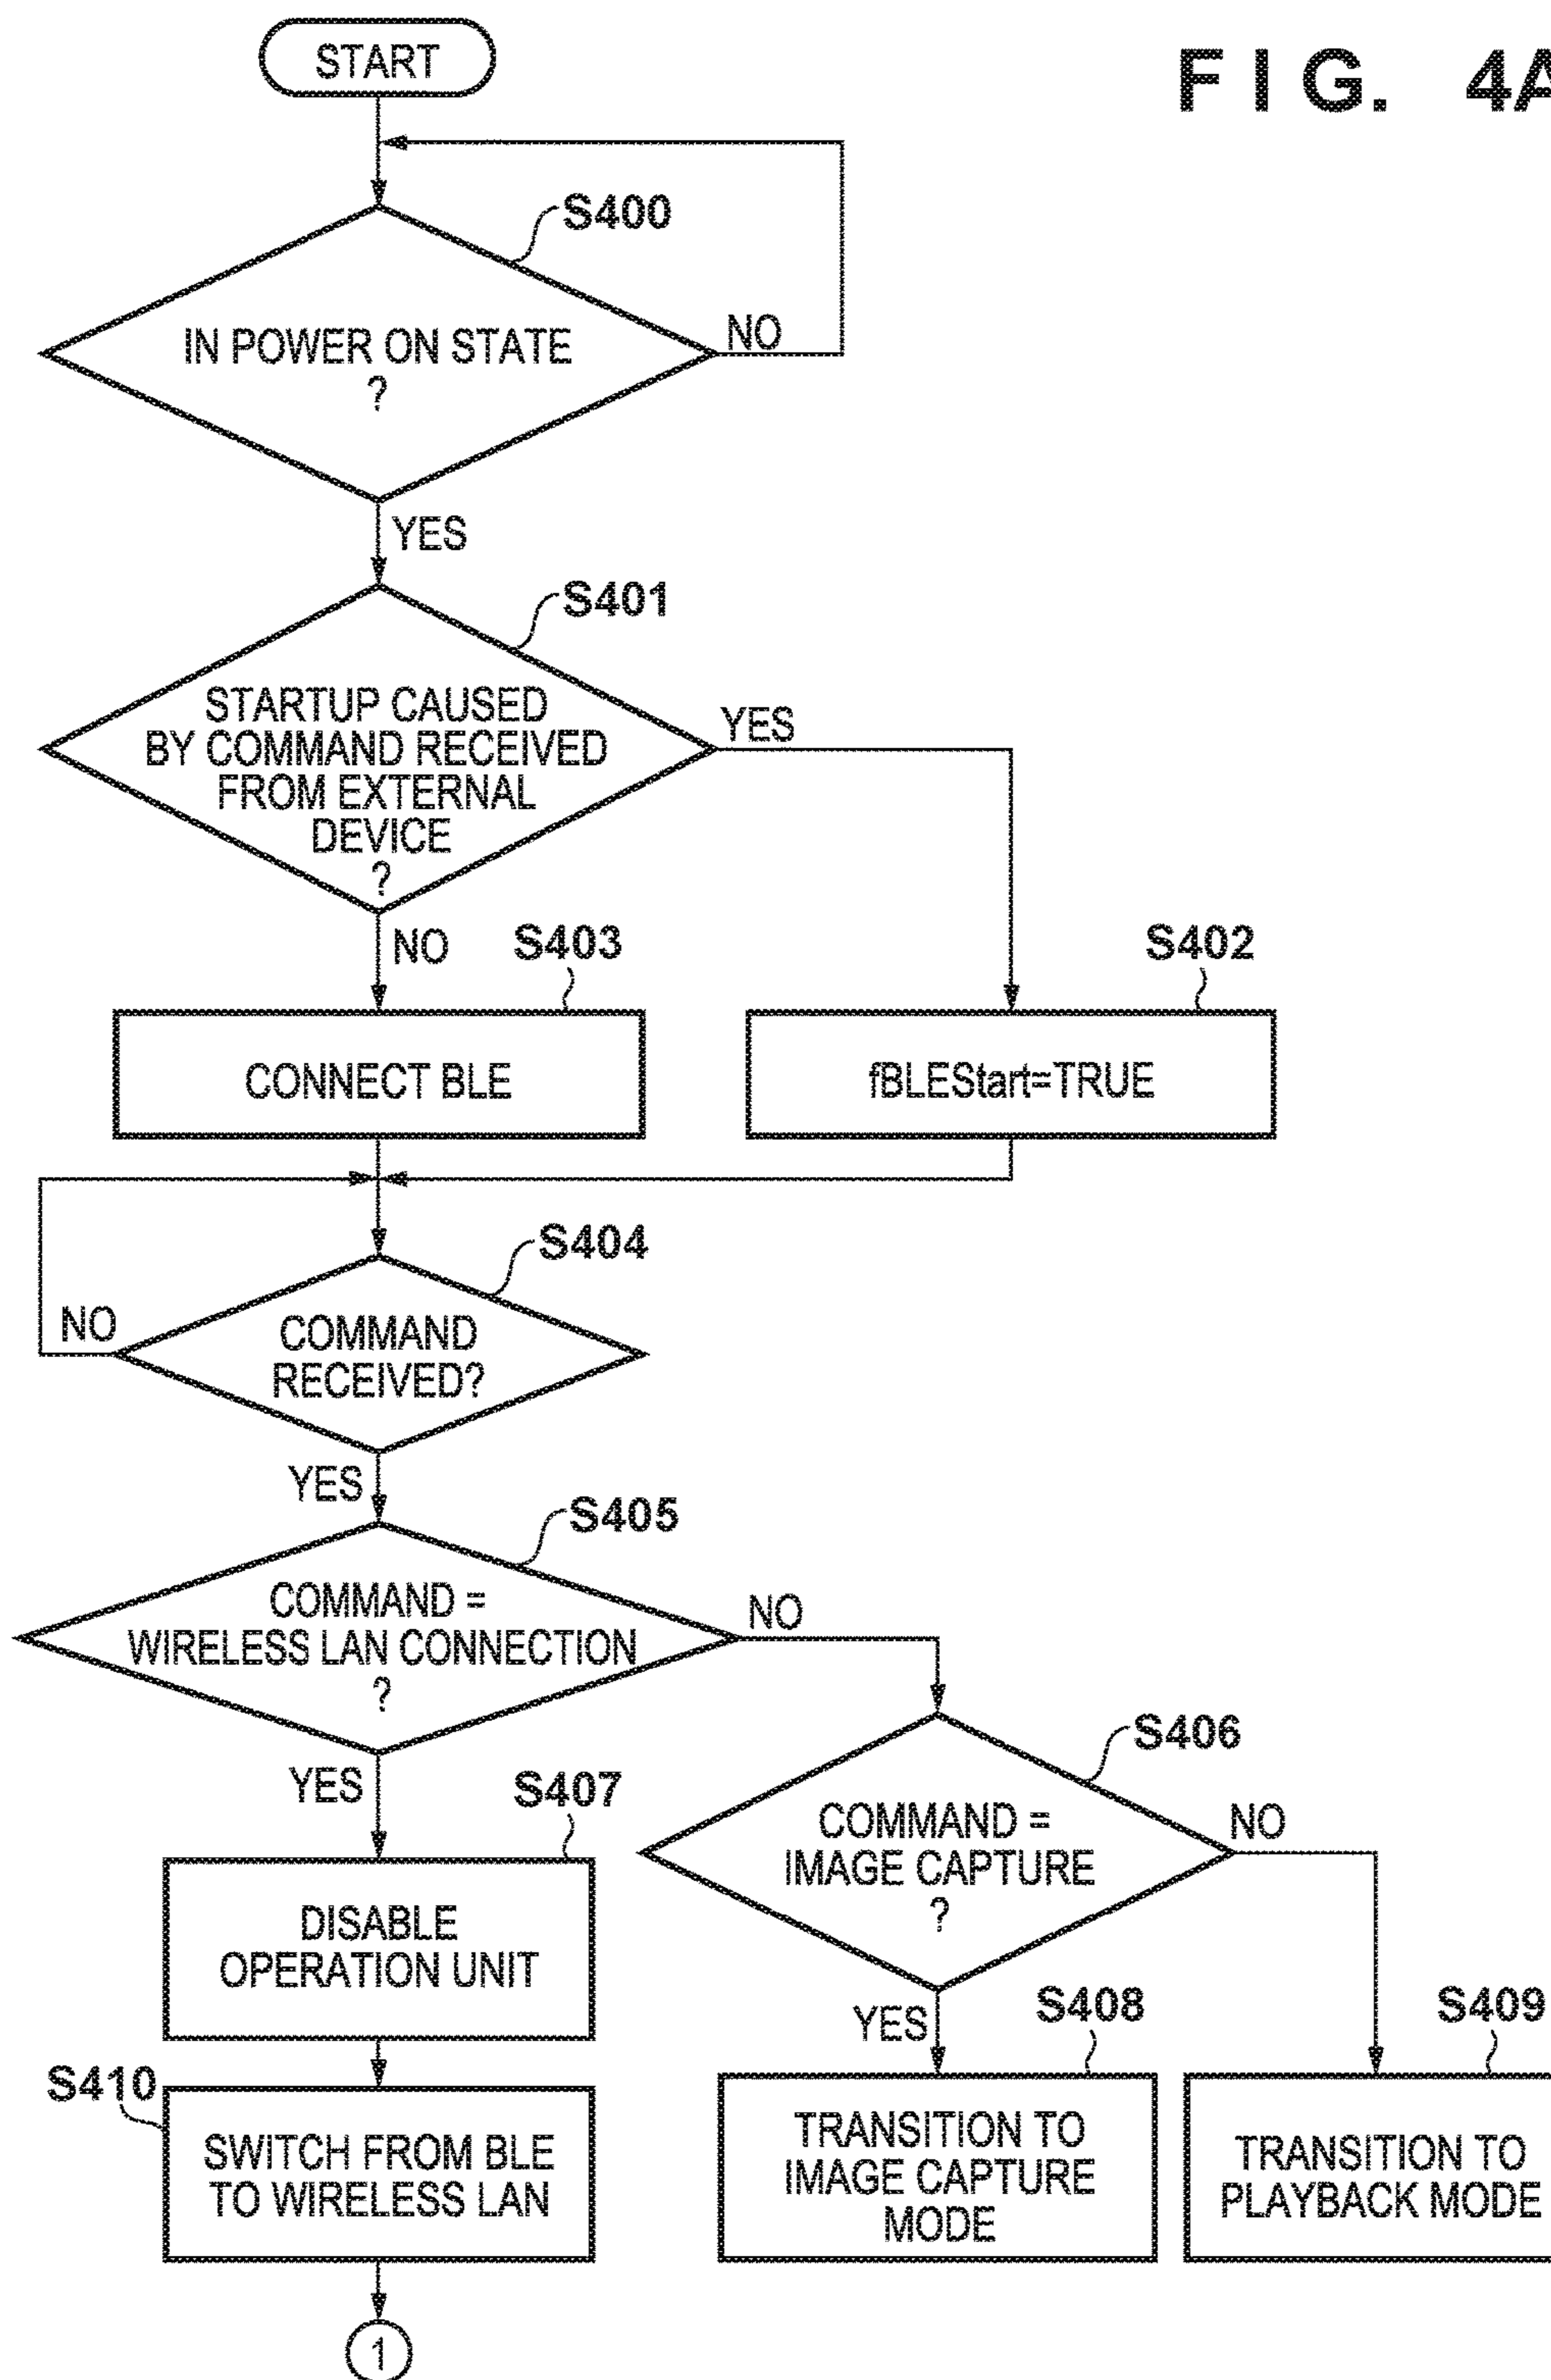 START
FIG. 4A
S400
IN POWER ON STATE
?
NO
YES
S401
STARTUP CAUSED
BY COMMAND RECEIVED
FROM EXTERNAL
DEVICE
?
YES
NO
S403
S402
CONNECT BLE
fBLEStart=TRUE
S404
NO
COMMAND
RECEIVED?
YES
S405
COMMAND =
WIRELESS LAN CONNECTION
?
NO
YES
S406
S407
COMMAND =
IMAGE CAPTURE
?
NO
DISABLE
OPERATION UNIT
YES
S408
S409
S410
SWITCH FROM BLE
TO WIRELESS LAN
TRANSITION TO
IMAGE CAPTURE
MODE
TRANSITION TO
PLAYBACK MODE
1